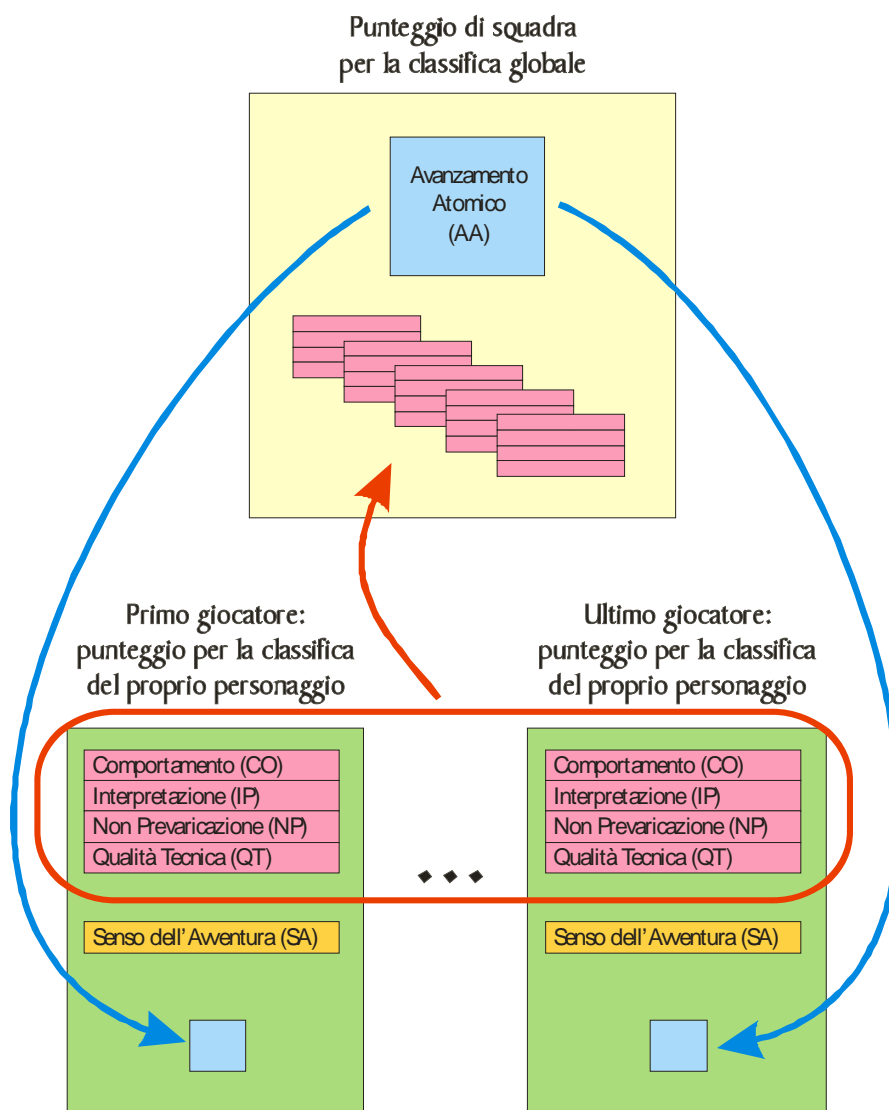 Punteggio di squadra
per la classifica globale
Avanzamento
Atomico
(AA)
Primo giocatore:
punteggio per la classifica
del proprio personaggio
Ultimo giocatore:
punteggio per la classifica
del proprio personaggio
Comportamento (CO)
Interpretazione (IP)
Non Prevaricazione (NP)
Qualità Tecnica (QT)
Senso dell'Avventura (SA)
Comportamento (CO)
Interpretazione (IP)
Non Prevaricazione (NP)
Qualità Tecnica (QT)
Senso dell'Avventura (SA)